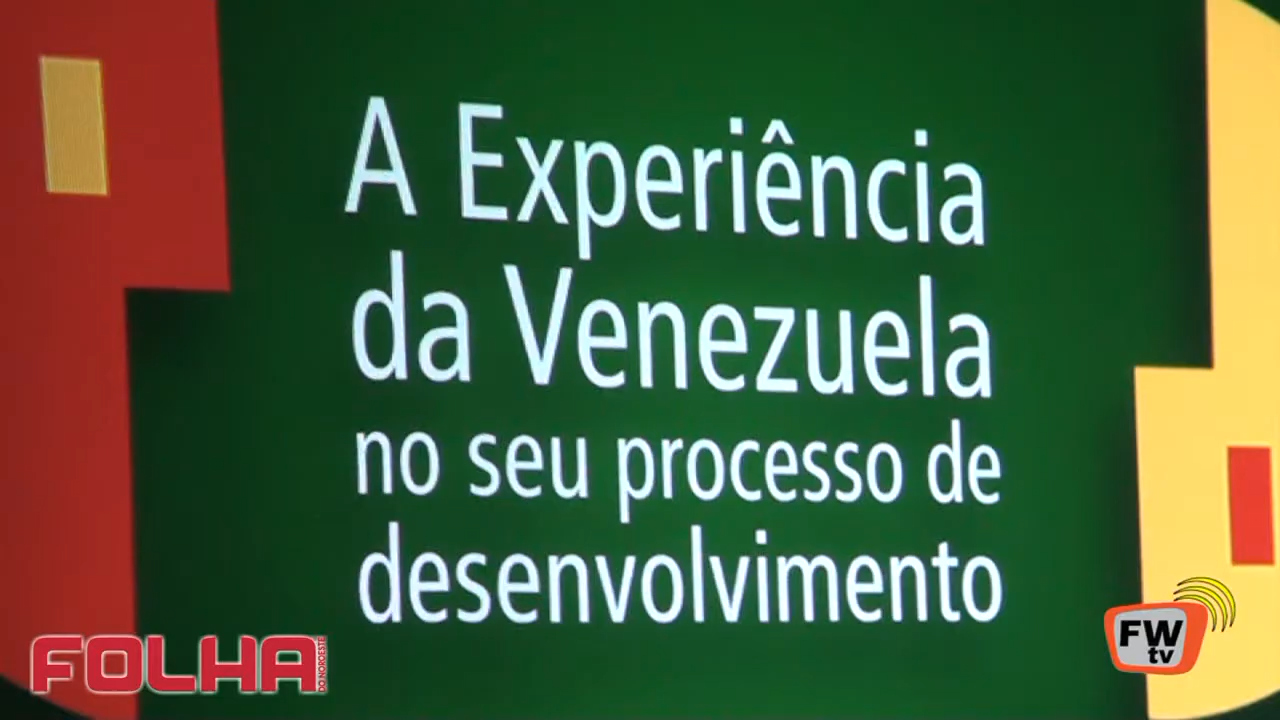 A Experiência
da Venezuela
no seu processo de
desenvolvimento
FOLHA
DO NOROESTE
FW
tv